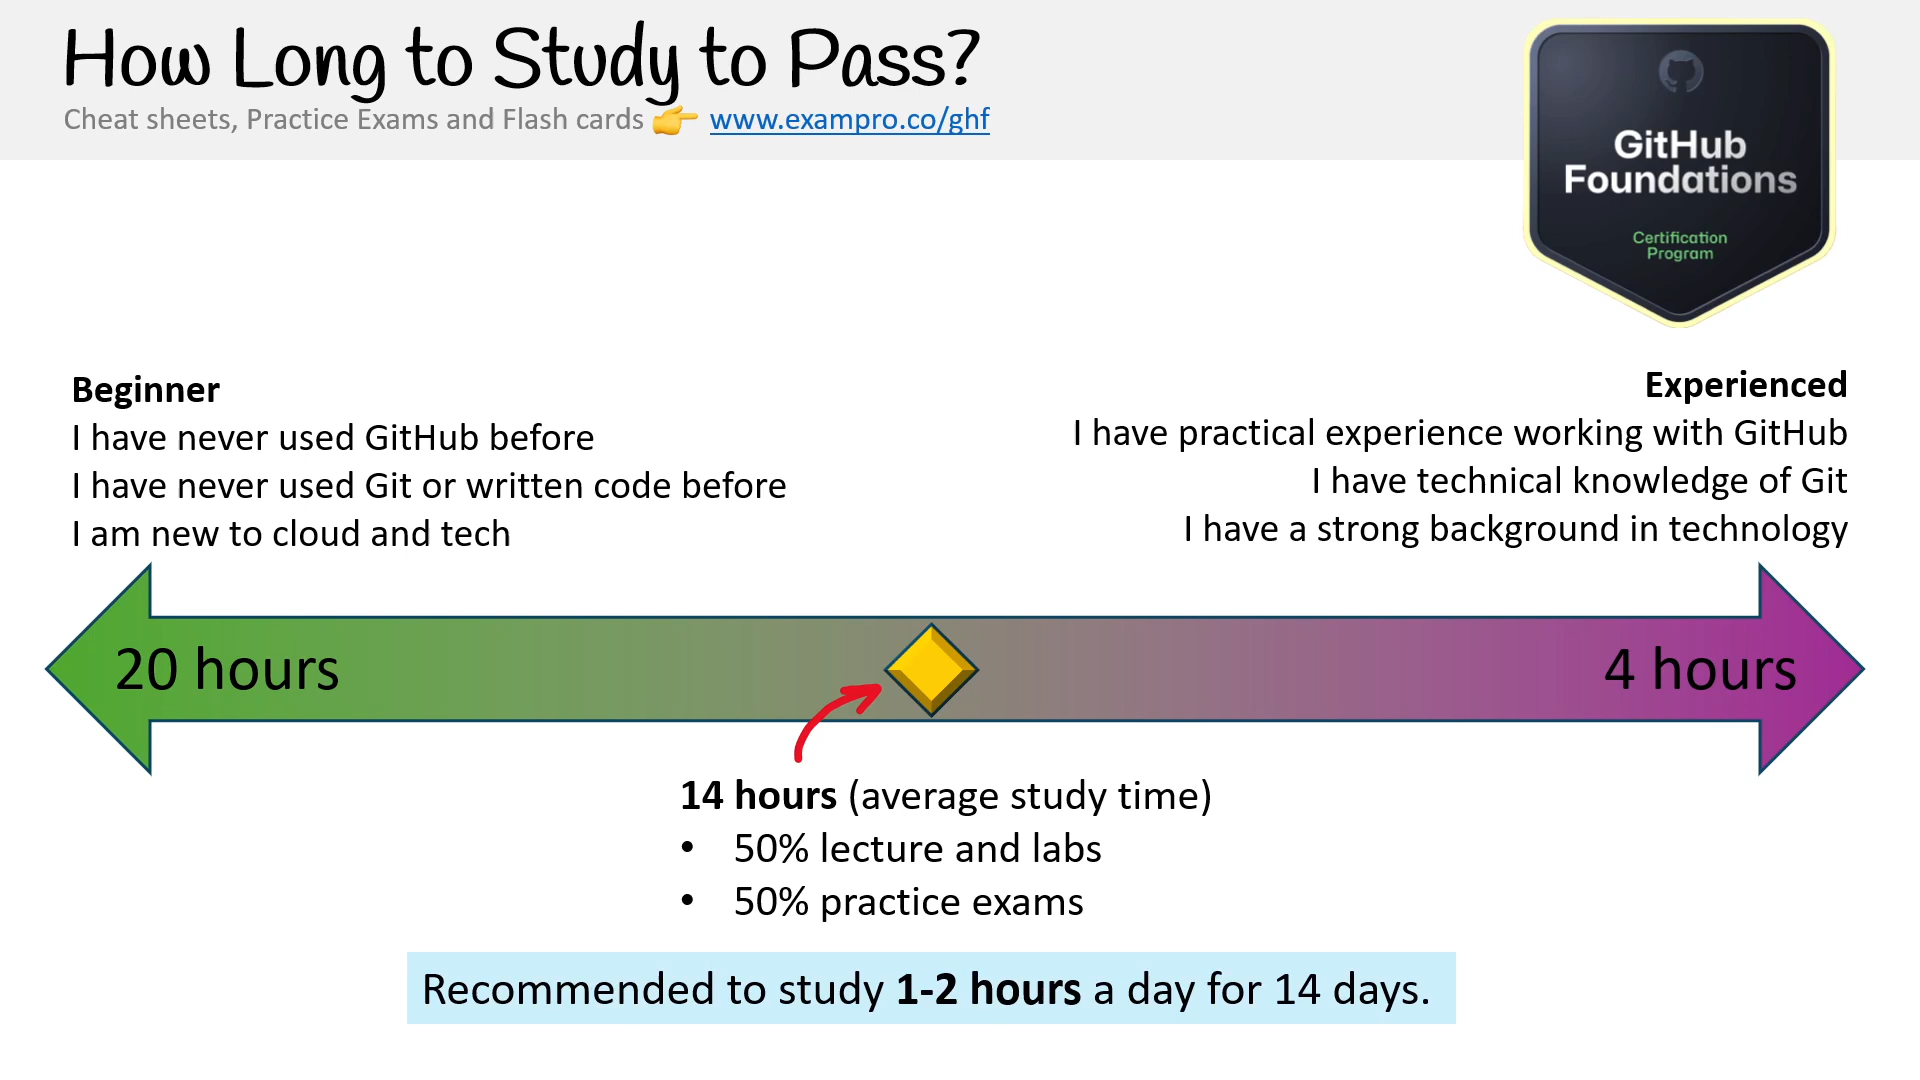 How Long to Study to Pass?
Cheat sheets, Practice Exams and Flash cards 👉 www.exampro.co/ghf
GitHub
Foundations
Certification
Program
Beginner
I have never used GitHub before
I have never used Git or written code before
I am new to cloud and tech
Experienced
I have practical experience working with GitHub
I have technical knowledge of Git
I have a strong background in technology
20 hours
4 hours
14 hours (average study time)
• 50% lecture and labs
• 50% practice exams
Recommended to study 1-2 hours a day for 14 days.